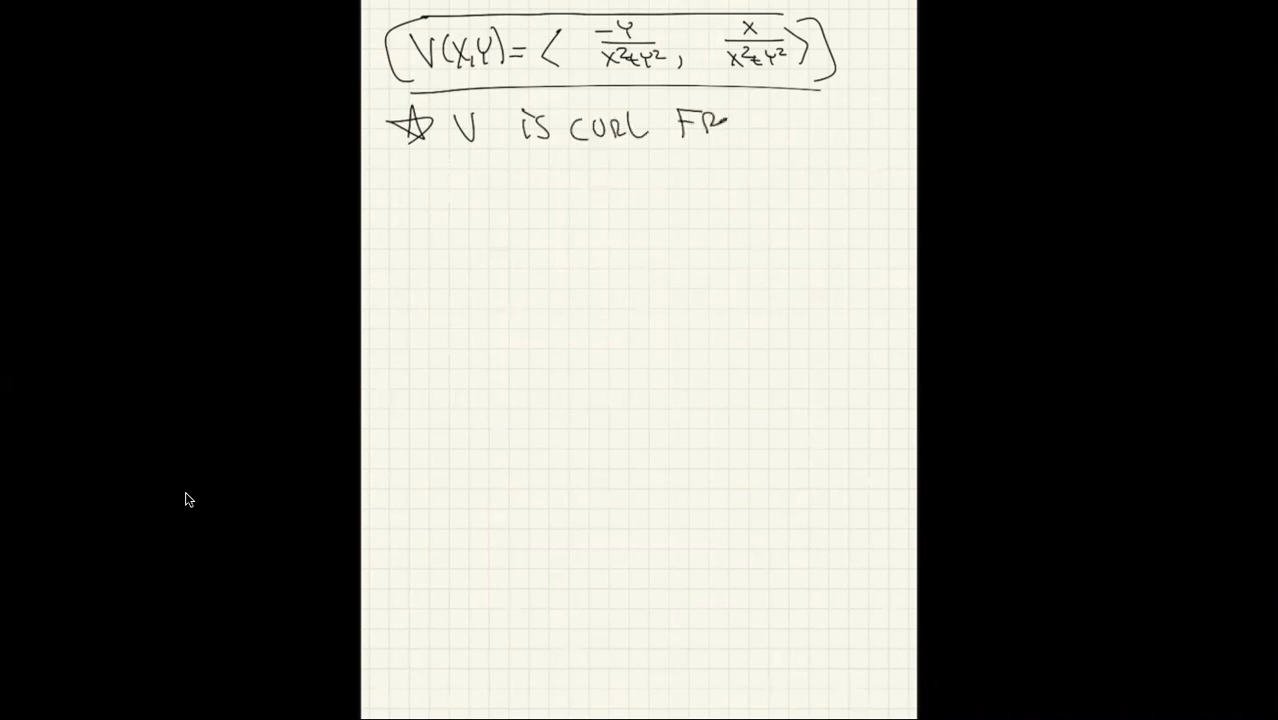 V(X,Y)= < -Y/X²+Y², X/X²+Y² >
☆ V is CURL FR